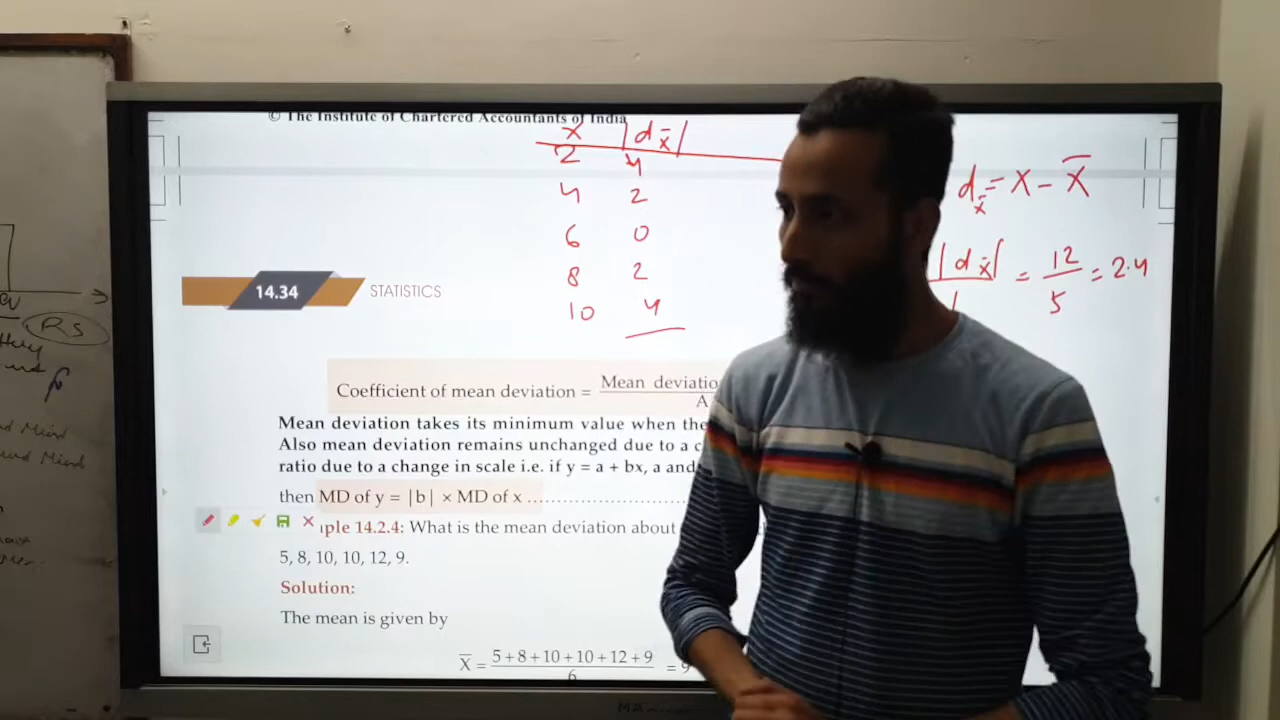 © The Institute of Chartered Accountants of India
x |d x̄|
2 4
4 2
6 0
8 2
10 4
d x̄ = x - x̄
|d x̄| = 12/5 = 2.4
14.34 STATISTICS
RS
Coefficient of mean deviation = Mean deviatio
A
Mean deviation takes its minimum value when the
Also mean deviation remains unchanged due to a c
ratio due to a change in scale i.e. if y = a + bx, a and
then MD of y = |b| × MD of x ..............................
ple 14.2.4: What is the mean deviation about
5, 8, 10, 10, 12, 9.
Solution:
The mean is given by
X̄ = 5+8+10+10+12+9 / 6 = 9